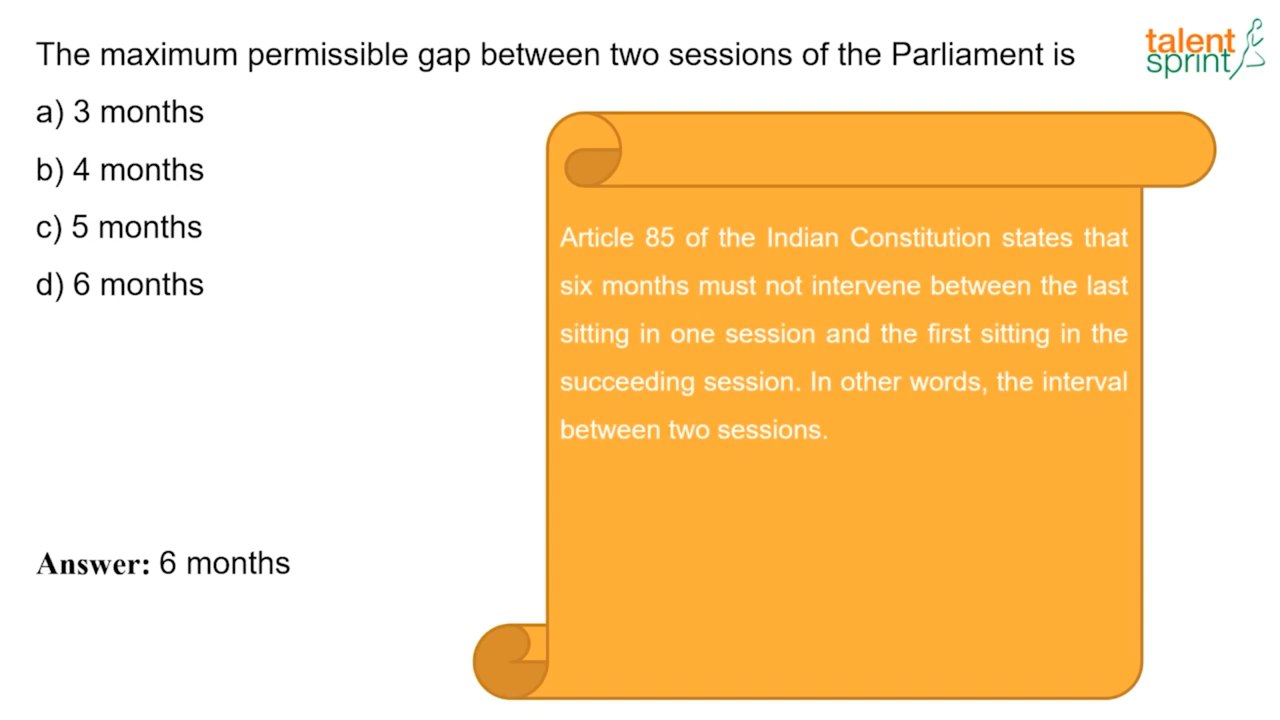 The maximum permissible gap between two sessions of the Parliament is
talent
sprint
a) 3 months
b) 4 months
c) 5 months
d) 6 months
Article 85 of the Indian Constitution states that
six months must not intervene between the last
sitting in one session and the first sitting in the
succeeding session. In other words, the interval
between two sessions.
Answer: 6 months